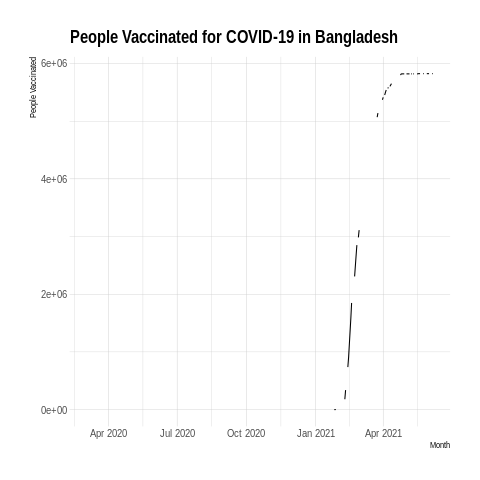 People Vaccinated for COVID-19 in Bangladesh
People Vaccinated
6e+06
4e+06
2e+06
0e+00
Apr 2020 Jul 2020 Oct 2020 Jan 2021 Apr 2021
Month